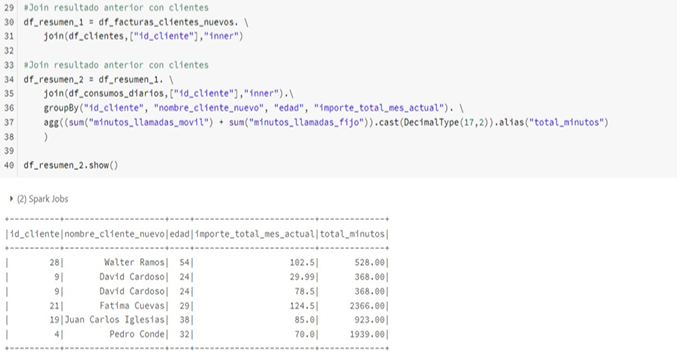 29 #Join resultado anterior con clientes
30 df_resumen_1 = df_facturas_clientes_nuevos. \
31     join(df_clientes,["id_cliente"],"inner")
32
33 #Join resultado anterior con clientes
34 df_resumen_2 = df_resumen_1. \
35     join(df_consumos_diarios,["id_cliente"],"inner").\
36     groupBy("id_cliente", "nombre_cliente_nuevo", "edad", "importe_total_mes_actual"). \
37     agg((sum("minutos_llamadas_movil") + sum("minutos_llamadas_fijo")).cast(DecimalType(17,2)).alias("total_minutos")
38     )
39
40 df_resumen_2.show()
▶ (2) Spark Jobs
+----------+--------------------+----+------------------------+-------------+
|id_cliente|nombre_cliente_nuevo|edad|importe_total_mes_actual|total_minutos|
+----------+--------------------+----+------------------------+-------------+
|        28|        Walter Ramos|  54|                   102.5|       528.00|
|         9|       David Cardoso|  24|                   29.99|       368.00|
|         9|       David Cardoso|  24|                    78.5|       368.00|
|        21|       Fatima Cuevas|  29|                   124.5|      2366.00|
|        19|Juan Carlos Iglesias|  38|                    85.0|       923.00|
|         4|         Pedro Conde|  32|                    70.0|      1939.00|
+----------+--------------------+----+------------------------+-------------+